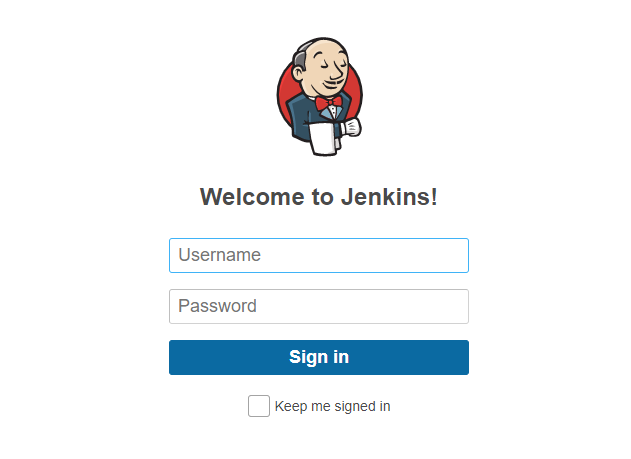 Welcome to Jenkins!
Username
Password
Sign in
Keep me signed in